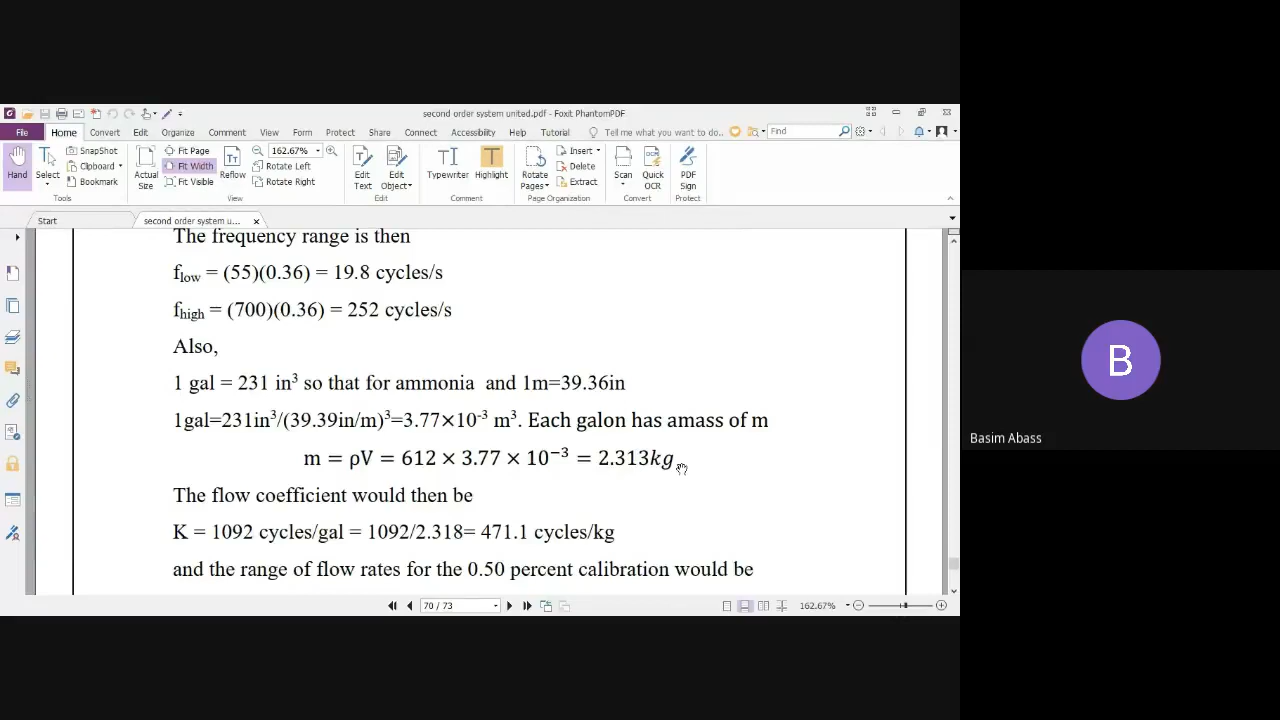 second order system united.pdf - Foxit PhantomPDF
File Home Convert Edit Organize Comment View Form Protect Share Connect Accessibility Help Tutorial Tell me what you want to do.. Find
Hand
Select
SnapShot
Clipboard
Bookmark
Actual Size
Fit Page
Fit Width
Fit Visible
Reflow
162.67%
Rotate Left
Rotate Right
Edit Text
Edit Object
Typewriter
Highlight
Rotate Pages
Insert
Delete
Extract
Scan
Quick OCR
PDF Sign
Tools View Edit Comment Page Organization Convert Protect
Start second order system u...
The frequency range is then
flow = (55)(0.36) = 19.8 cycles/s
fhigh = (700)(0.36) = 252 cycles/s
Also,
1 gal = 231 in³ so that for ammonia and 1m=39.36in
1gal=231in³/(39.39in/m)³=3.77×10⁻³ m³. Each galon has amass of m
m = ρV = 612 × 3.77 × 10⁻³ = 2.313kg
The flow coefficient would then be
K = 1092 cycles/gal = 1092/2.318= 471.1 cycles/kg
and the range of flow rates for the 0.50 percent calibration would be
70 / 73
162.67%
B
Basim Abass